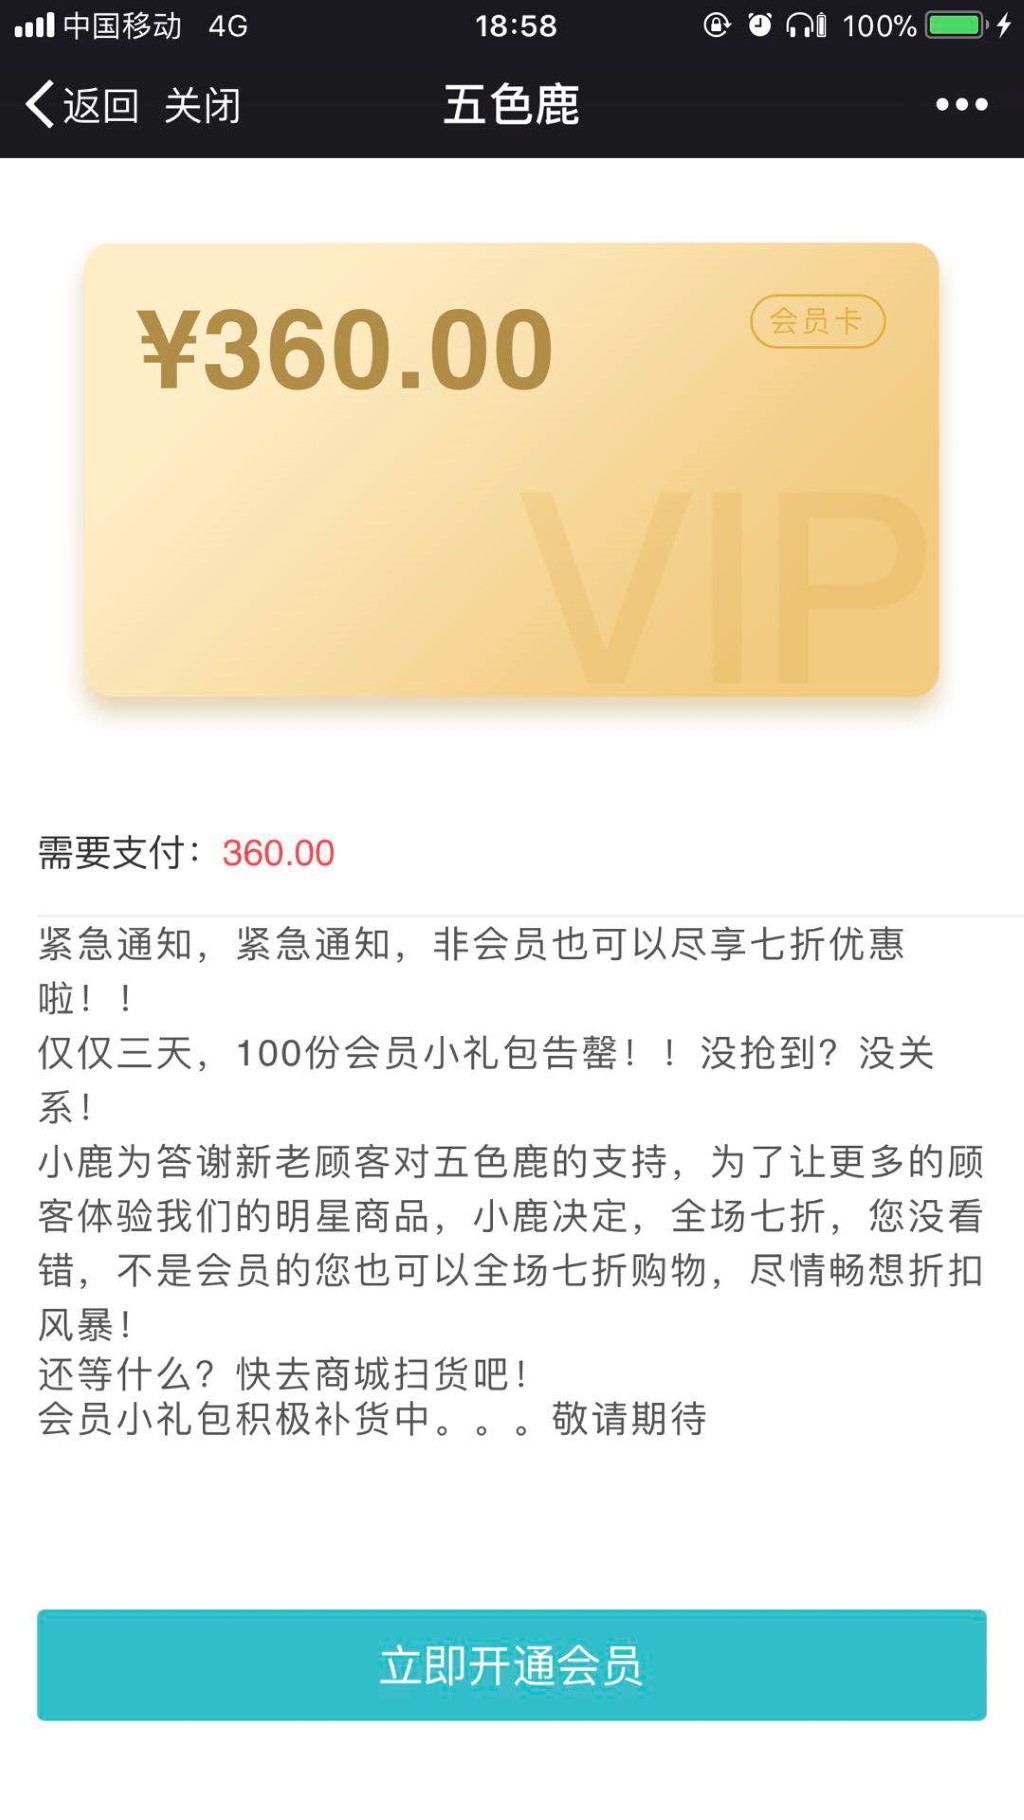 中国移动 4G 18:58 100%
返回 关闭 五色鹿
¥360.00 会员卡
VIP
需要支付：360.00
紧急通知，紧急通知，非会员也可以尽享七折优惠
啦！！
仅仅三天，100份会员小礼包告罄！！没抢到？没关
系！
小鹿为答谢新老顾客对五色鹿的支持，为了让更多的顾
客体验我们的明星商品，小鹿决定，全场七折，您没看
错，不是会员的您也可以全场七折购物，尽情畅想折扣
风暴！
还等什么？快去商城扫货吧！
会员小礼包积极补货中。。。敬请期待
立即开通会员